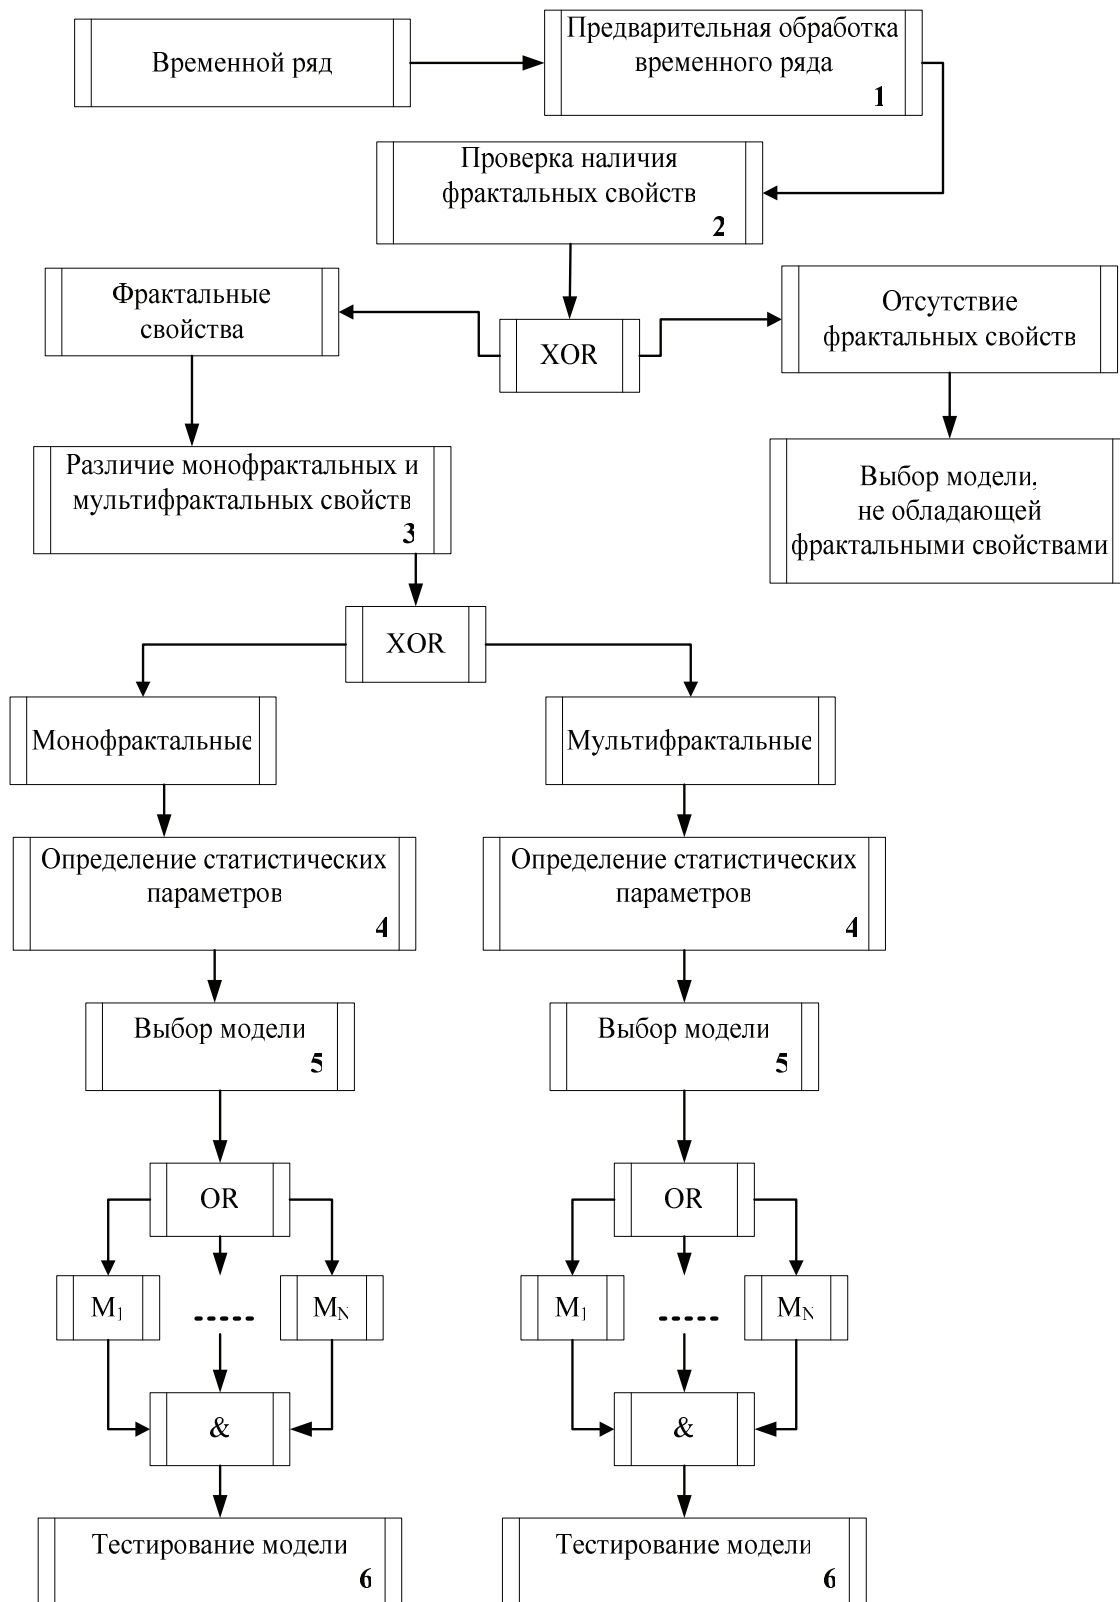 Временной ряд
Предварительная обработка
временного ряда
1
Проверка наличия
фрактальных свойств
2
Фрактальные
свойства
XOR
Отсутствие
фрактальных свойств
Различие монофрактальных и
мультифрактальных свойств
3
Выбор модели,
не обладающей
фрактальными свойствами
XOR
Монофрактальные
Мультифрактальные
Определение статистических
параметров
4
Определение статистических
параметров
4
Выбор модели
5
Выбор модели
5
OR
OR
M₁
M_N
M₁
M_N
&
&
Тестирование модели
6
Тестирование модели
6